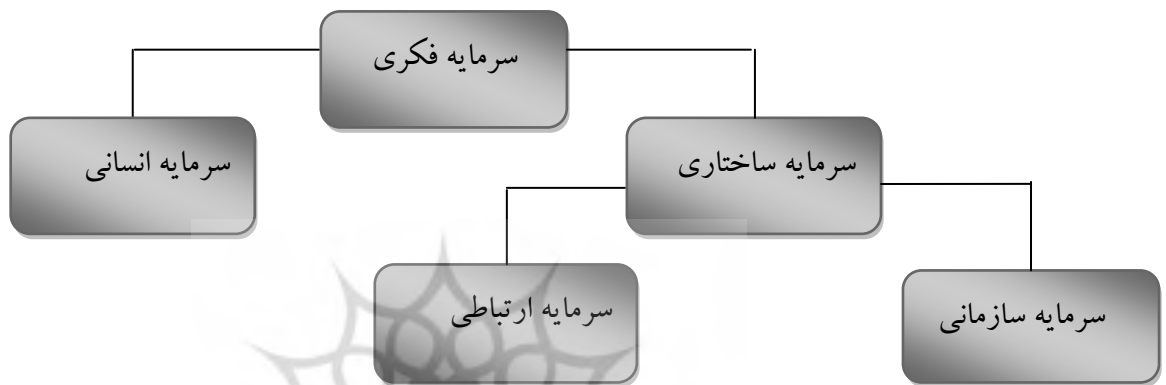 سرمایه فکری
سرمایه ساختاری
سرمایه انسانی
سرمایه سازمانی
سرمایه ارتباطی